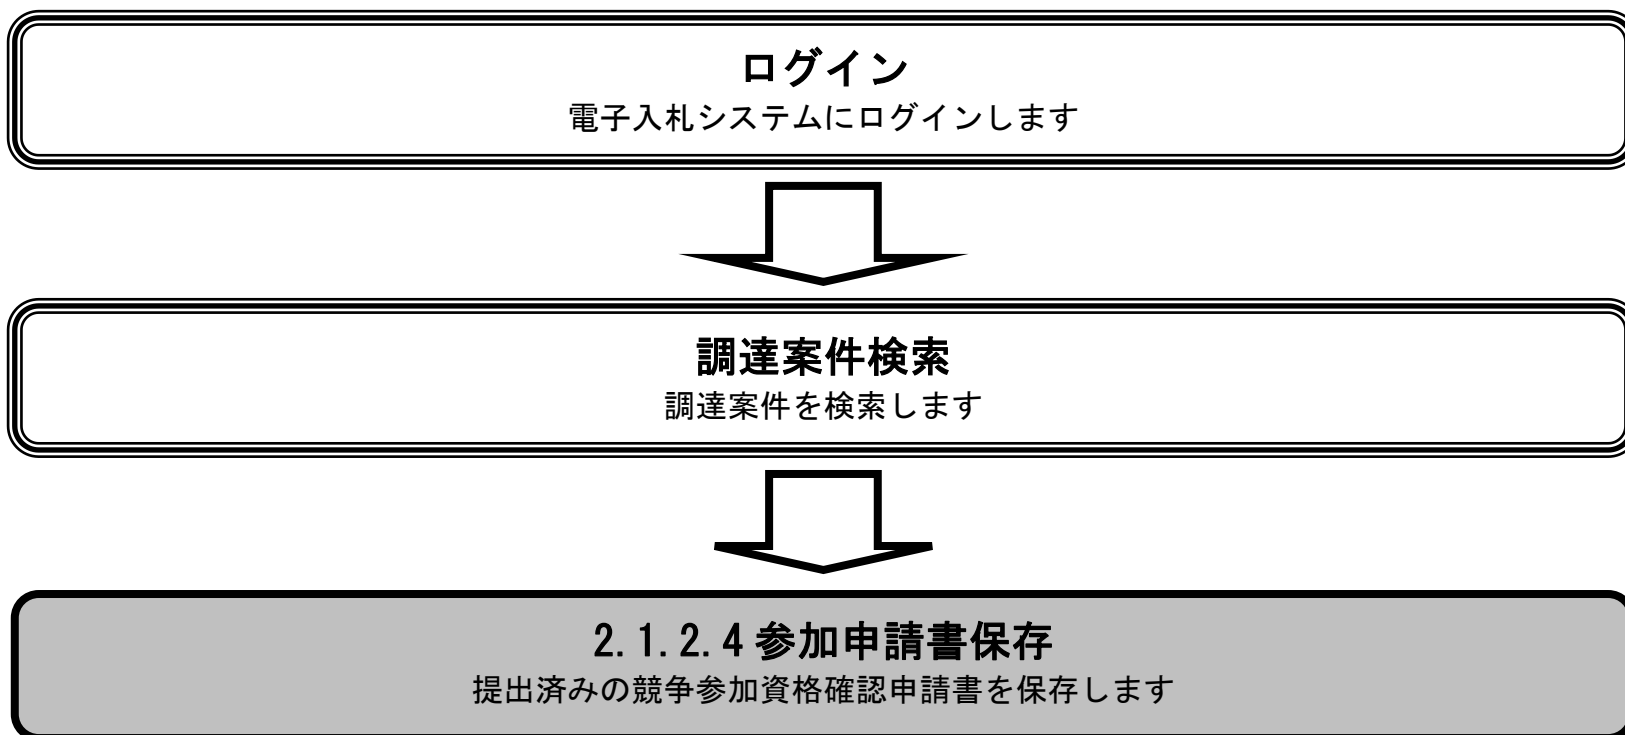 ログイン
電子入札システムにログインします
調達案件検索
調達案件を検索します
2.1.2.4 参加申請書保存
提出済みの競争参加資格確認申請書を保存します